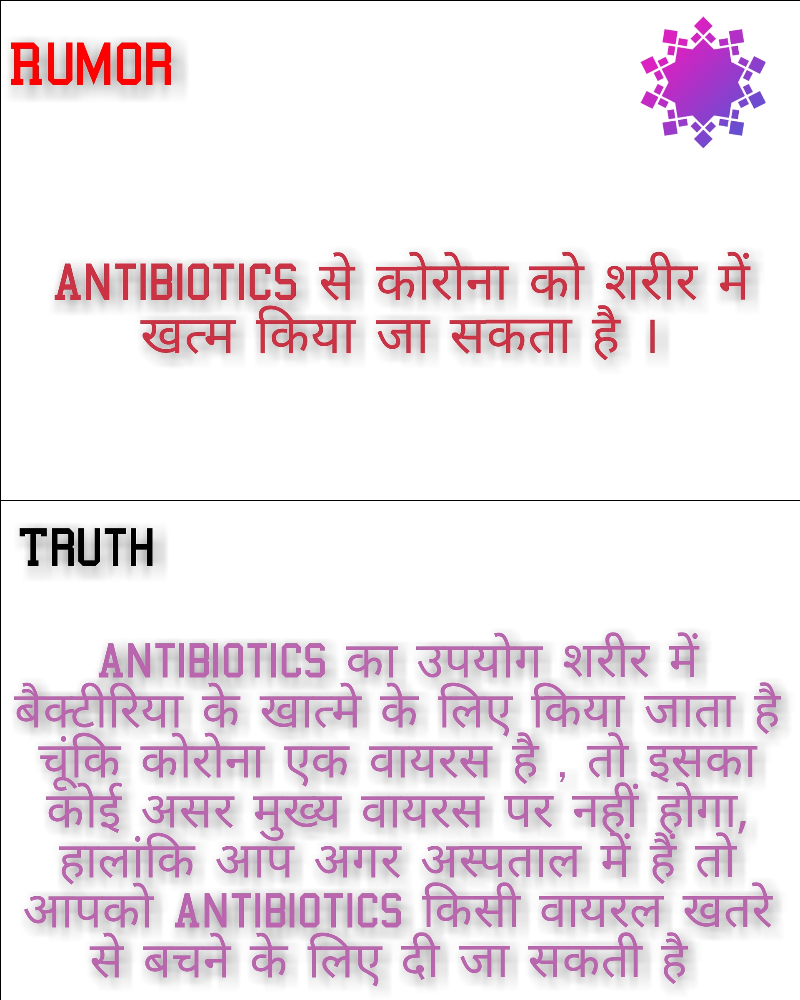 RUMOR
ANTIBIOTICS से कोरोना को शरीर में
खत्म किया जा सकता है ।
TRUTH
ANTIBIOTICS का उपयोग शरीर में
बैक्टीरिया के खात्मे के लिए किया जाता है
चूंकि कोरोना एक वायरस है , तो इसका
कोई असर मुख्य वायरस पर नहीं होगा,
हालांकि आप अगर अस्पताल में हैं तो
आपको ANTIBIOTICS किसी वायरल खतरे
से बचने के लिए दी जा सकती है